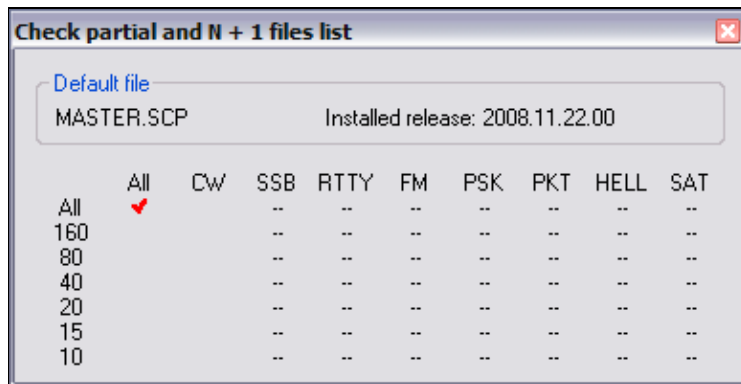 Check partial and N + 1 files list
Default file
MASTER.SCP Installed release: 2008.11.22.00
All CW SSB RTTY FM PSK PKT HELL SAT
All -- -- -- -- -- -- --
160 -- -- -- -- -- -- --
80 -- -- -- -- -- -- --
40 -- -- -- -- -- -- --
20 -- -- -- -- -- -- --
15 -- -- -- -- -- -- --
10 -- -- -- -- -- -- --